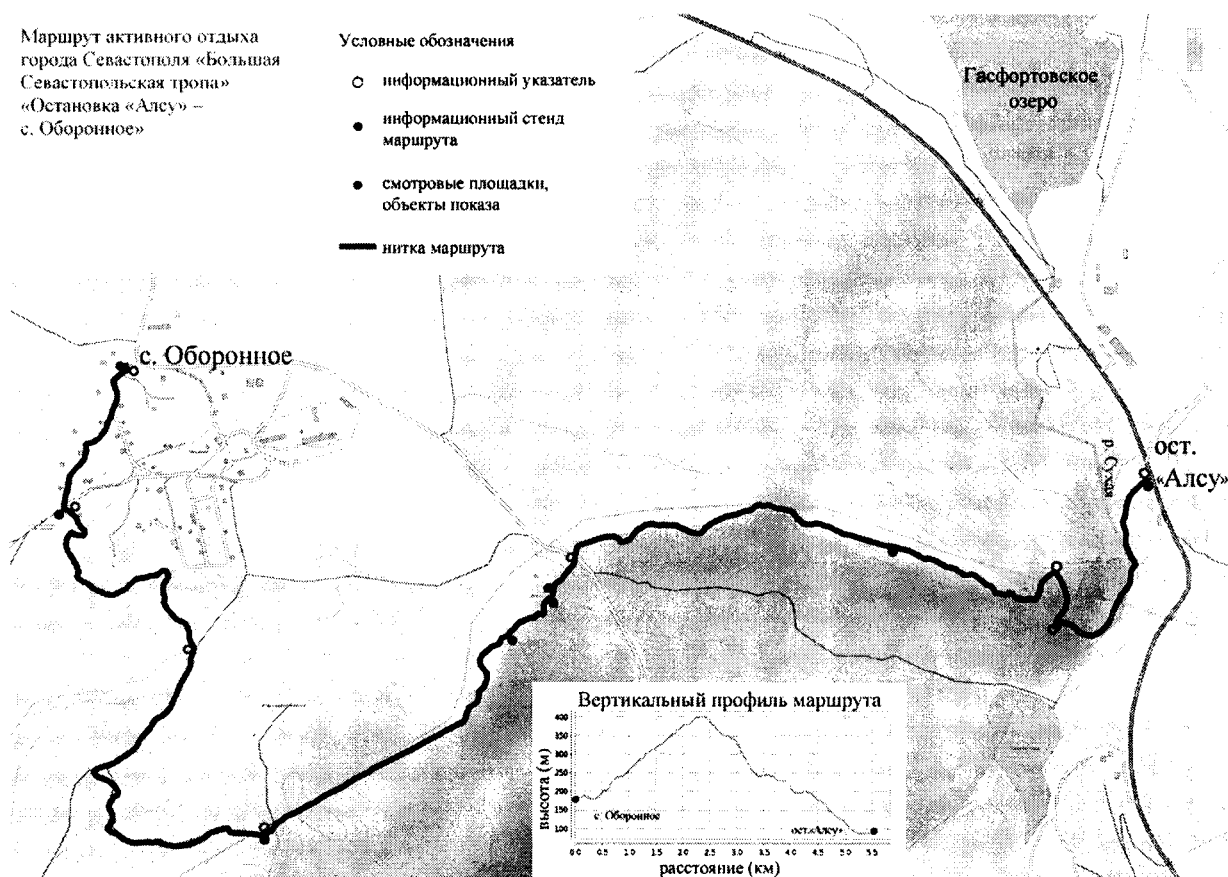 Маршрут активного отдыха
города Севастополя «Большая
Севастопольская тропа»
«Остановка «Алсу» –
с. Оборонное»
Условные обозначения
информационный указатель
информационный стенд
маршрута
смотровые площадки,
объекты показа
нитка маршрута
Гасфортовское
озеро
с. Оборонное
р. Сухая
ост.
«Алсу»
Вертикальный профиль маршрута
высота (м)
400
350
300
250
200
150
100
с. Оборонное
ост.«Алсу»
0.0 0.5 1.0 1.5 2.0 2.5 3.0 3.5 4.0 4.5 5.0 5.5
расстояние (км)